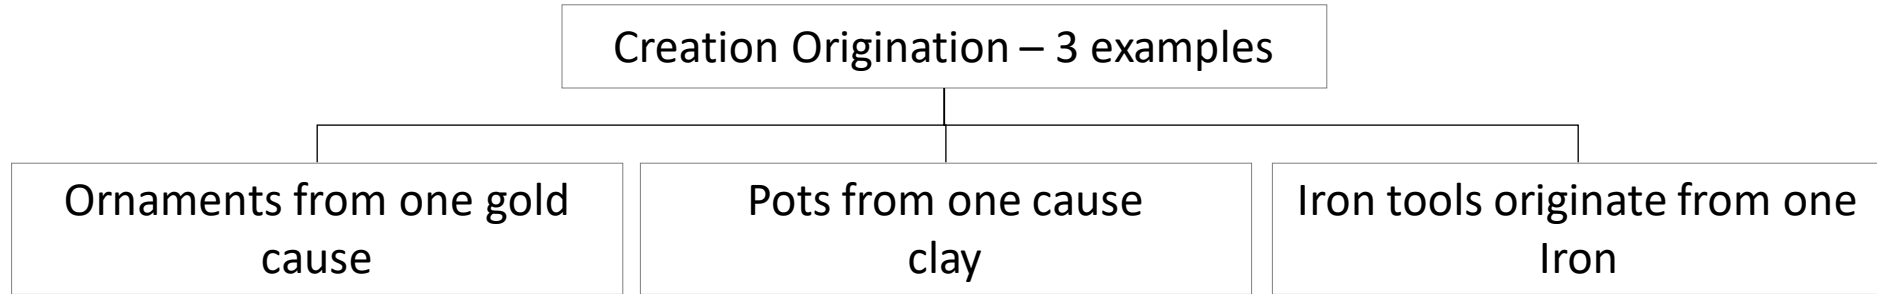 Creation Origination – 3 examples
Ornaments from one gold
cause
Pots from one cause
clay
Iron tools originate from one
Iron